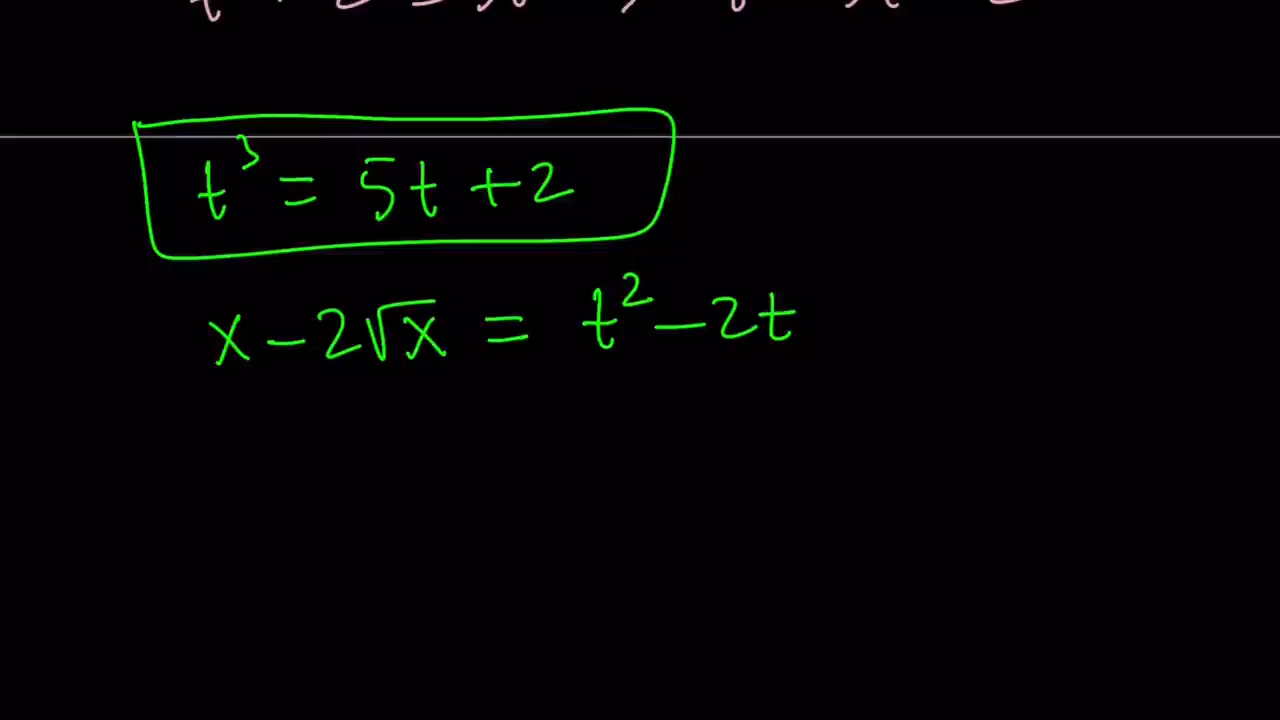 t³ = 5t + 2
x - 2√x = t² - 2t